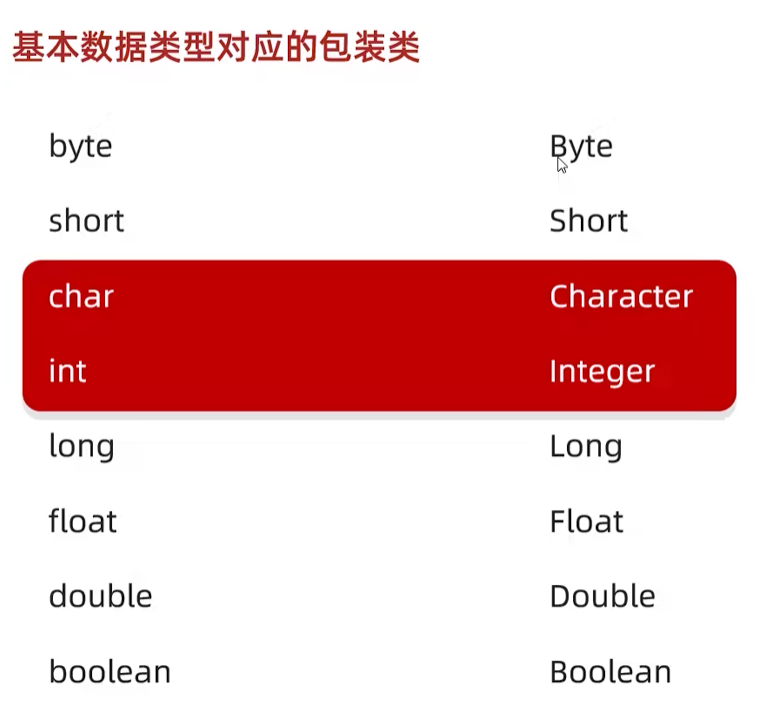 基本数据类型对应的包装类
byte Byte
short Short
char Character
int Integer
long Long
float Float
double Double
boolean Boolean